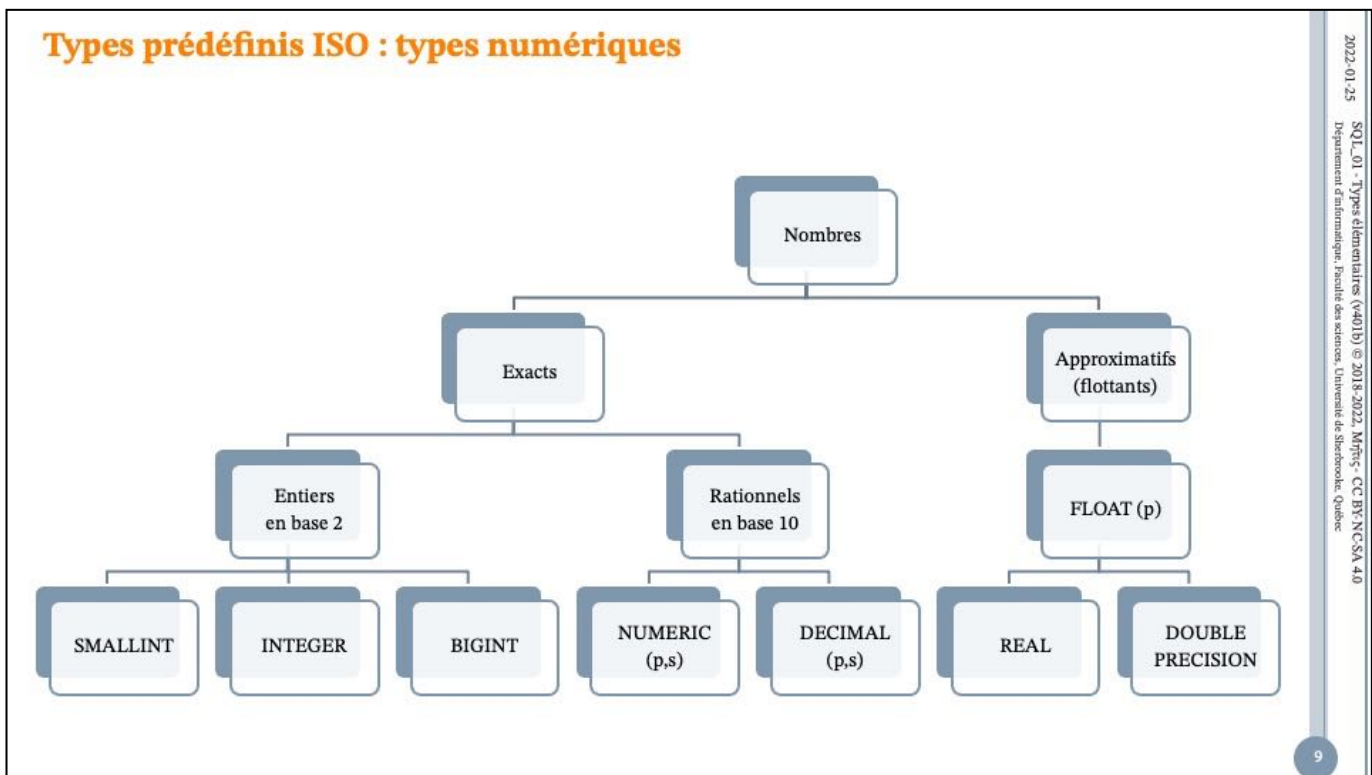 Types prédéfinis ISO : types numériques
Nombres
Exacts
Approximatifs
(flottants)
Entiers
en base 2
Rationnels
en base 10
FLOAT (p)
SMALLINT
INTEGER
BIGINT
NUMERIC
(p,s)
DECIMAL
(p,s)
REAL
DOUBLE
PRECISION
2022-01-25
SQL_01 - Types élémentaires (v401b) © 2018-2022, Μῆτις - CC BY-NC-SA 4.0
Département d'informatique, Faculté des sciences, Université de Sherbrooke, Québec
9